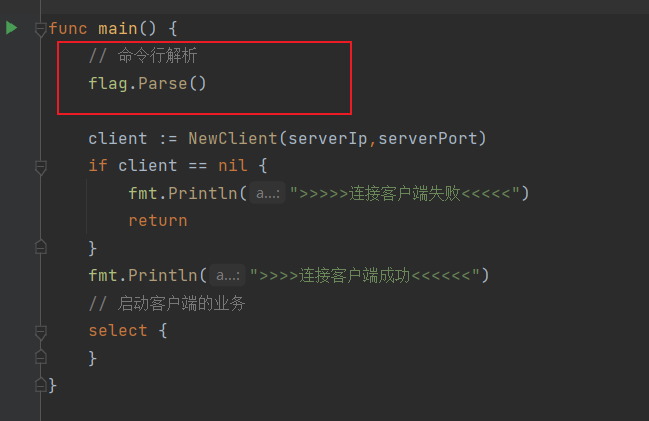 func main() {
// 命令行解析
flag.Parse()
client := NewClient(serverIp,serverPort)
if client == nil {
fmt.Println(a...: ">>>>>连接客户端失败<<<<<")
return
}
fmt.Println(a...: ">>>>连接客户端成功<<<<<<")
// 启动客户端的业务
select {
}
}